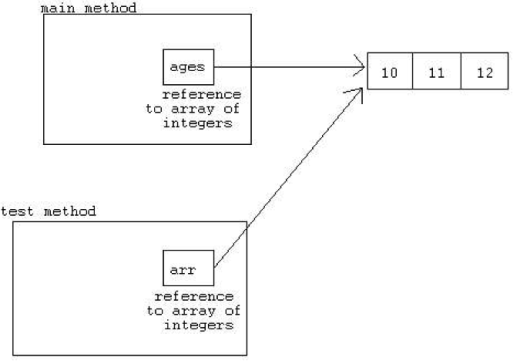 main method
ages
10 11 12
reference
to array of
integers
test method
arr
reference
to array of
integers